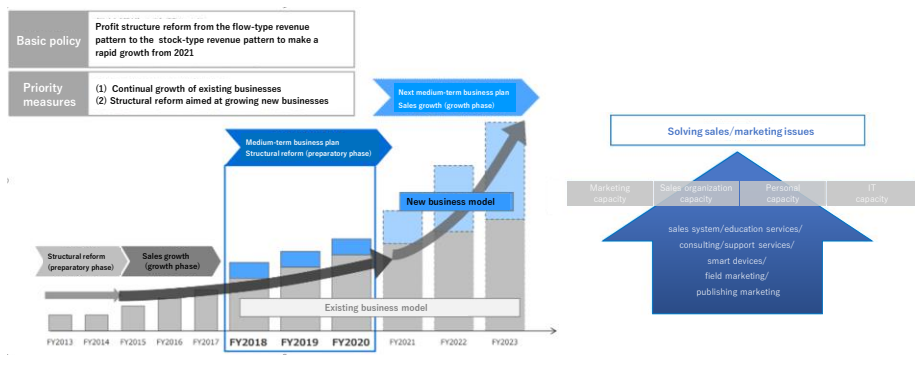 Basic policy
Profit structure reform from the flow-type revenue
pattern to the stock-type revenue pattern to make a
rapid growth from 2021
Priority
measures
(1) Continual growth of existing businesses
(2) Structural reform aimed at growing new businesses
Next medium-term business plan
Sales growth (growth phase)
Medium-term business plan
Structural reform (preparatory phase)
New business model
Structural reform
(preparatory phase)
Sales growth
(growth phase)
Existing business model
FY2013 FY2014 FY2015 FY2016 FY2017 FY2018 FY2019 FY2020 FY2021 FY2022 FY2023
Solving sales/marketing issues
Marketing
capacity
Sales organization
capacity
Personal
capacity
IT
capacity
sales system/education services/
consulting/support services/
smart devices/
field marketing/
publishing marketing